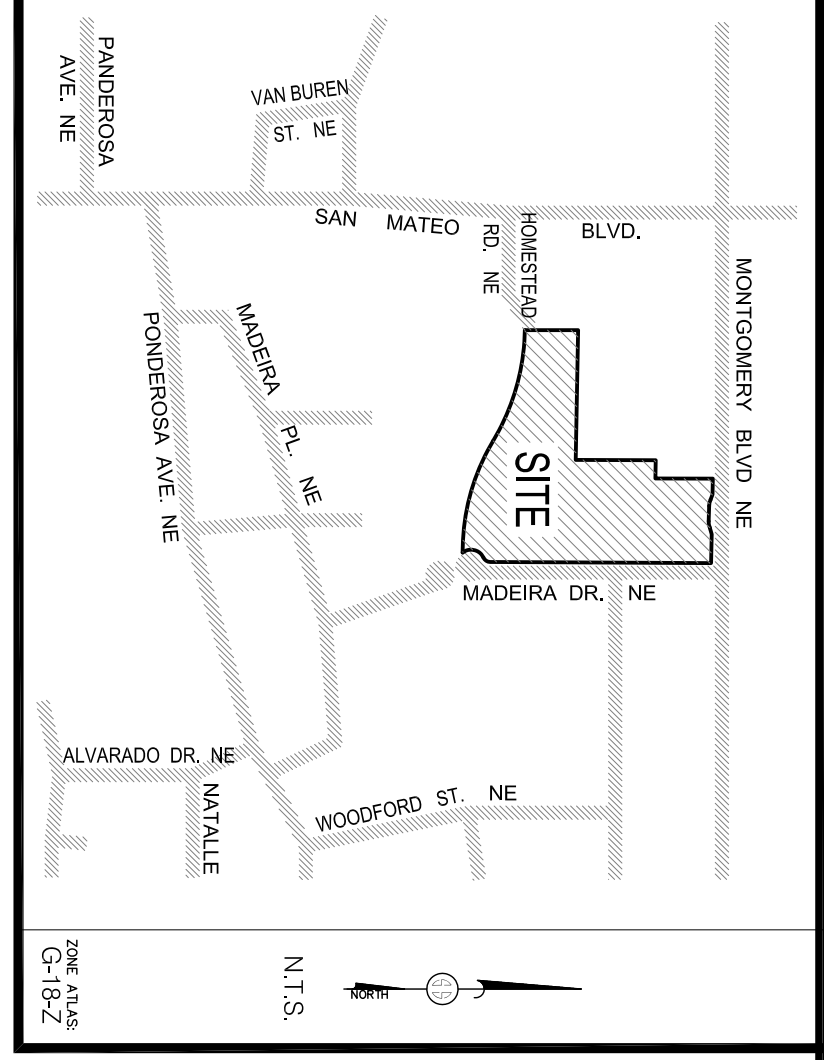 PANDEROSA
AVE. NE
VAN BUREN
ST. NE
SAN MATEO BLVD.
HOMESTEAD
RD. NE
MONTGOMERY BLVD NE
MADEIRA
PL. NE
PONDEROSA AVE. NE
SITE
MADEIRA DR. NE
ALVARADO DR. NE
NATALLE
WOODFORD ST. NE
ZONE ATLAS:
G-18-Z
N.T.S.
NORTH